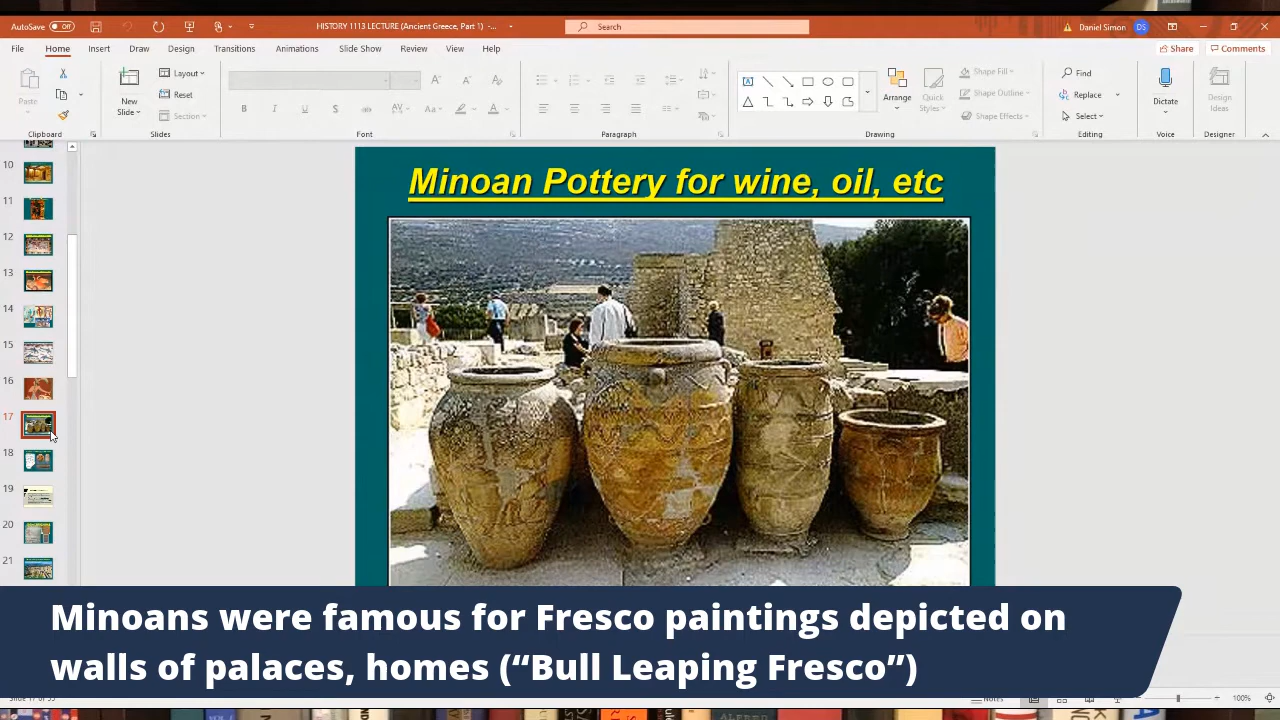 AutoSave Off HISTORY 1113 LECTURE (Ancient Greece, Part 1) -... Search Daniel Simon DS
File Home Insert Draw Design Transitions Animations Slide Show Review View Help Share Comments
Paste New Slide Layout Reset Section Arrange Quick Styles Shape Fill Shape Outline Shape Effects Find Replace Select Dictate Design Ideas
Clipboard Slides Font Paragraph Drawing Editing Voice Designer
10
11
12
13
14
15
16
17
18
19
20
21
Minoan Pottery for wine, oil, etc
Minoans were famous for Fresco paintings depicted on
walls of palaces, homes (“Bull Leaping Fresco”)
Notes 100%